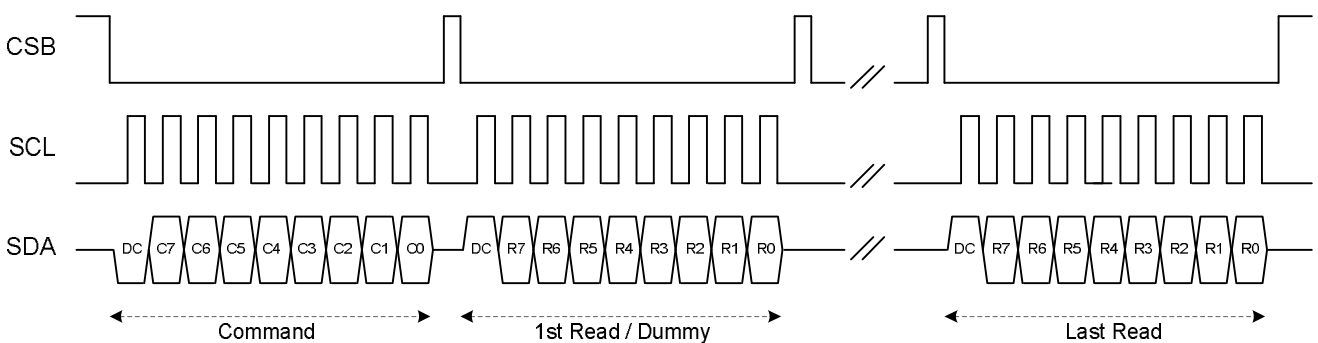 CSB
SCL
SDA DC C7 C6 C5 C4 C3 C2 C1 C0 DC R7 R6 R5 R4 R3 R2 R1 R0 DC R7 R6 R5 R4 R3 R2 R1 R0
Command 1st Read / Dummy Last Read